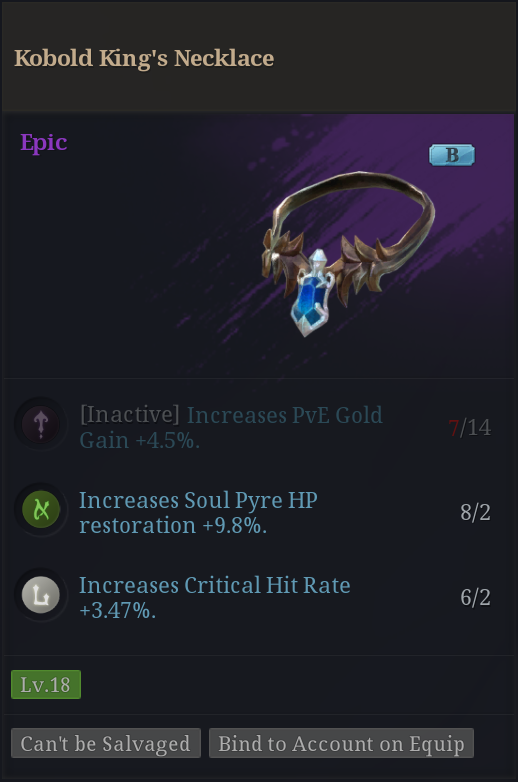 Kobold King's Necklace
Epic
B
[Inactive] Increases PvE Gold
Gain +4.5%.
7/14
Increases Soul Pyre HP
restoration +9.8%.
8/2
Increases Critical Hit Rate
+3.47%.
6/2
Lv.18
Can't be Salvaged
Bind to Account on Equip